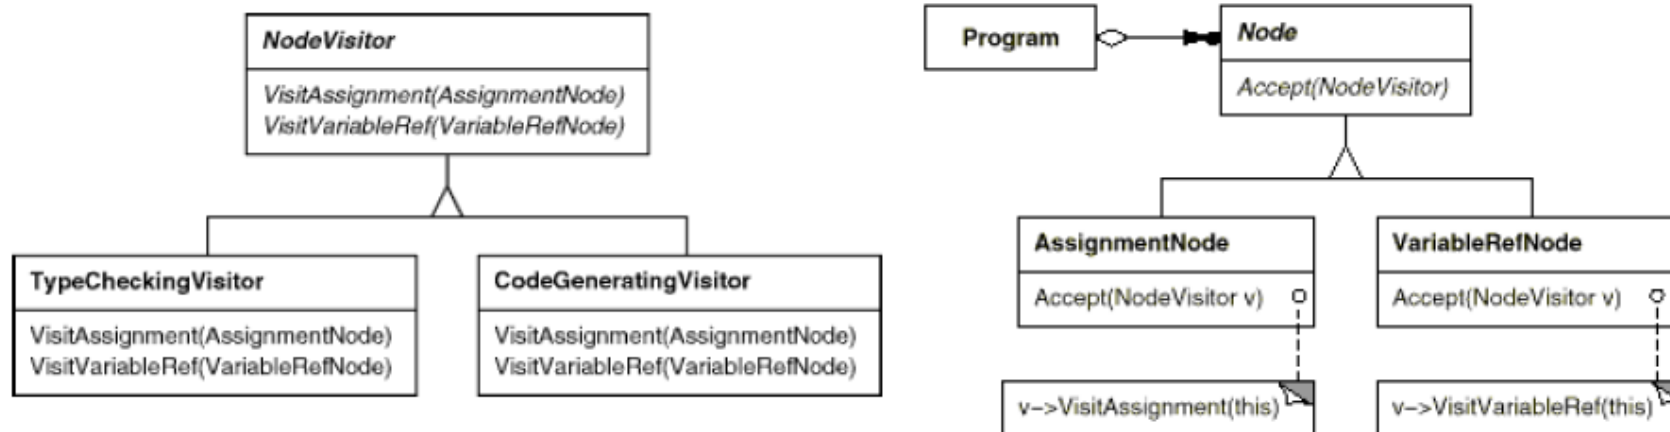 NodeVisitor
VisitAssignment(AssignmentNode)
VisitVariableRef(VariableRefNode)
TypeCheckingVisitor
VisitAssignment(AssignmentNode)
VisitVariableRef(VariableRefNode)
CodeGeneratingVisitor
VisitAssignment(AssignmentNode)
VisitVariableRef(VariableRefNode)
Program
Node
Accept(NodeVisitor)
AssignmentNode
Accept(NodeVisitor v)
v–>VisitAssignment(this)
VariableRefNode
Accept(NodeVisitor v)
v–>VisitVariableRef(this)